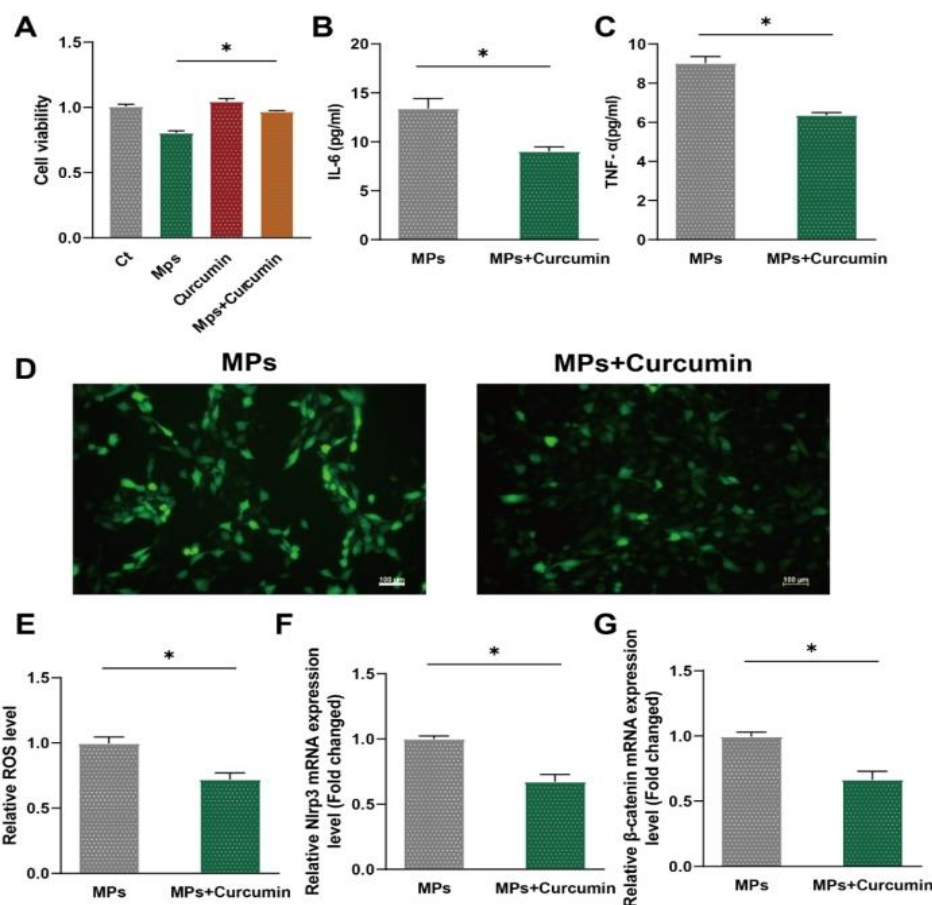 A
Cell viability
1.5
1.0
0.5
0.0
*
Ct
Mps
Curcumin
Mps+Curcumin
B
IL-6 (pg/ml)
20
15
10
5
0
*
MPs
MPs+Curcumin
C
TNF- α(pg/ml)
10
8
6
4
2
0
*
MPs
MPs+Curcumin
D
MPs
MPs+Curcumin
100 μm
100 μm
E
Relative ROS level
1.5
1.0
0.5
0.0
*
MPs
MPs+Curcumin
F
Relative Nlrp3 mRNA expression
level (Fold changed)
1.5
1.0
0.5
0.0
*
MPs
MPs+Curcumin
G
Relative β-catenin mRNA expression
level (Fold changed)
1.5
1.0
0.5
0.0
*
MPs
MPs+Curcumin